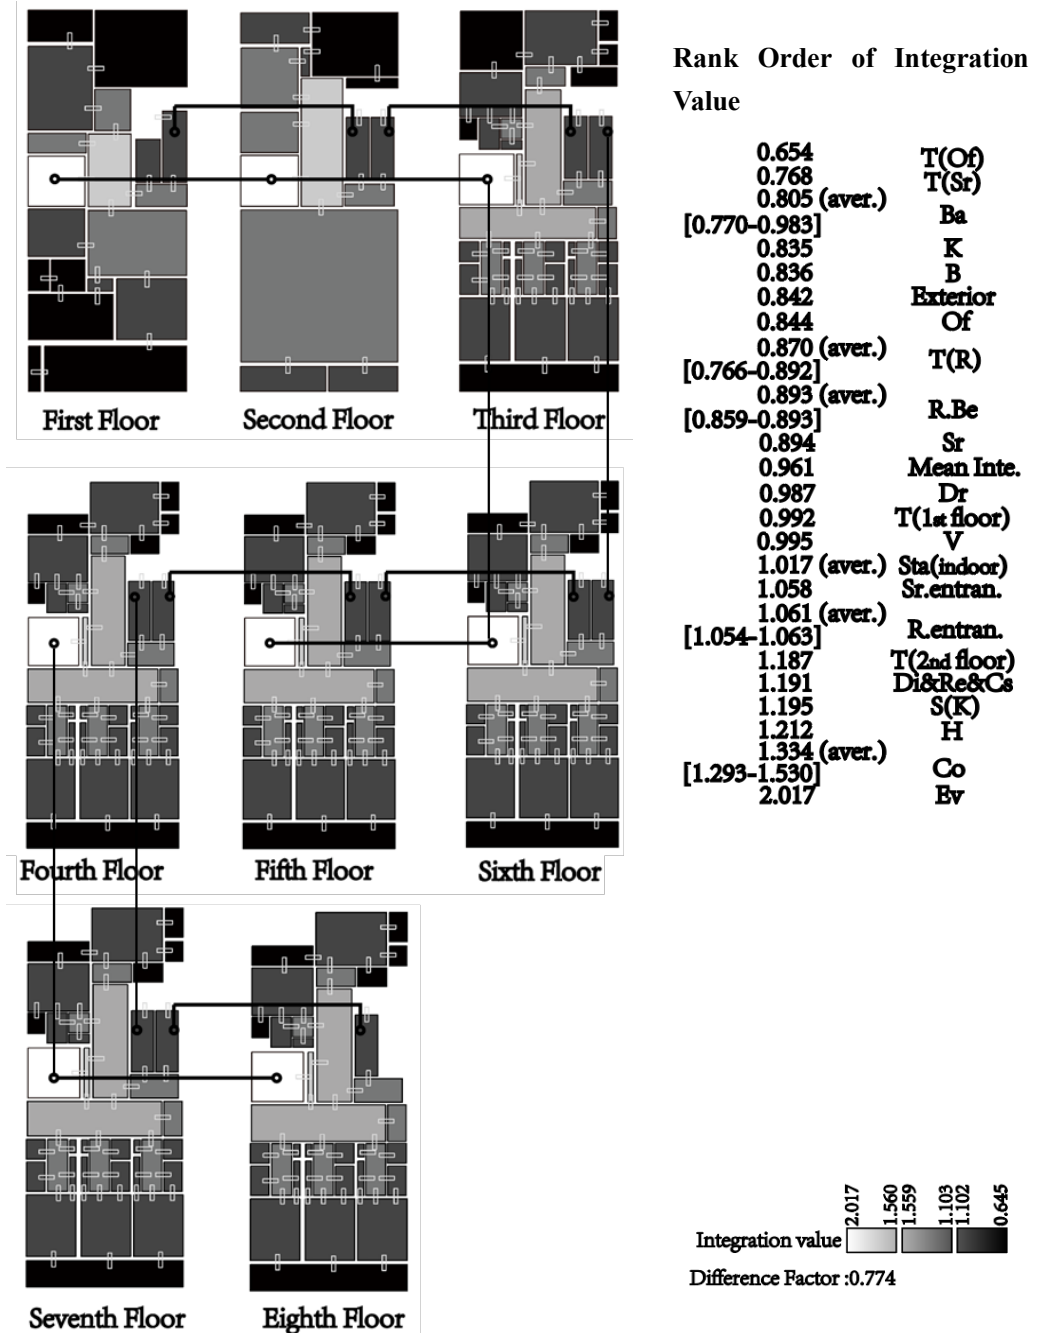 Rank Order of Integration
Value
0.654 T(Of)
0.768 T(Sr)
0.805 (aver.)
[0.770-0.983] Ba
0.835 K
0.836 B
0.842 Exterior
0.844 Of
0.870 (aver.)
[0.766-0.892] T(R)
0.893 (aver.)
[0.859-0.893] R.Be
0.894 Sr
0.961 Mean Inte.
0.987 Dr
0.992 T(1st floor)
0.995 V
1.017 (aver.) Sta(indoor)
1.058 Sr.entran.
1.061 (aver.)
[1.054-1.063] R.entran.
1.187 T(2nd floor)
1.191 Di&Re&Cs
1.195 S(K)
1.212 H
1.334 (aver.)
[1.293-1.530] Co
2.017 Ev
First Floor
Second Floor
Third Floor
Fourth Floor
Fifth Floor
Sixth Floor
Seventh Floor
Eighth Floor
2.017
1.560
1.559
1.103
1.102
0.645
Integration value
Difference Factor :0.774